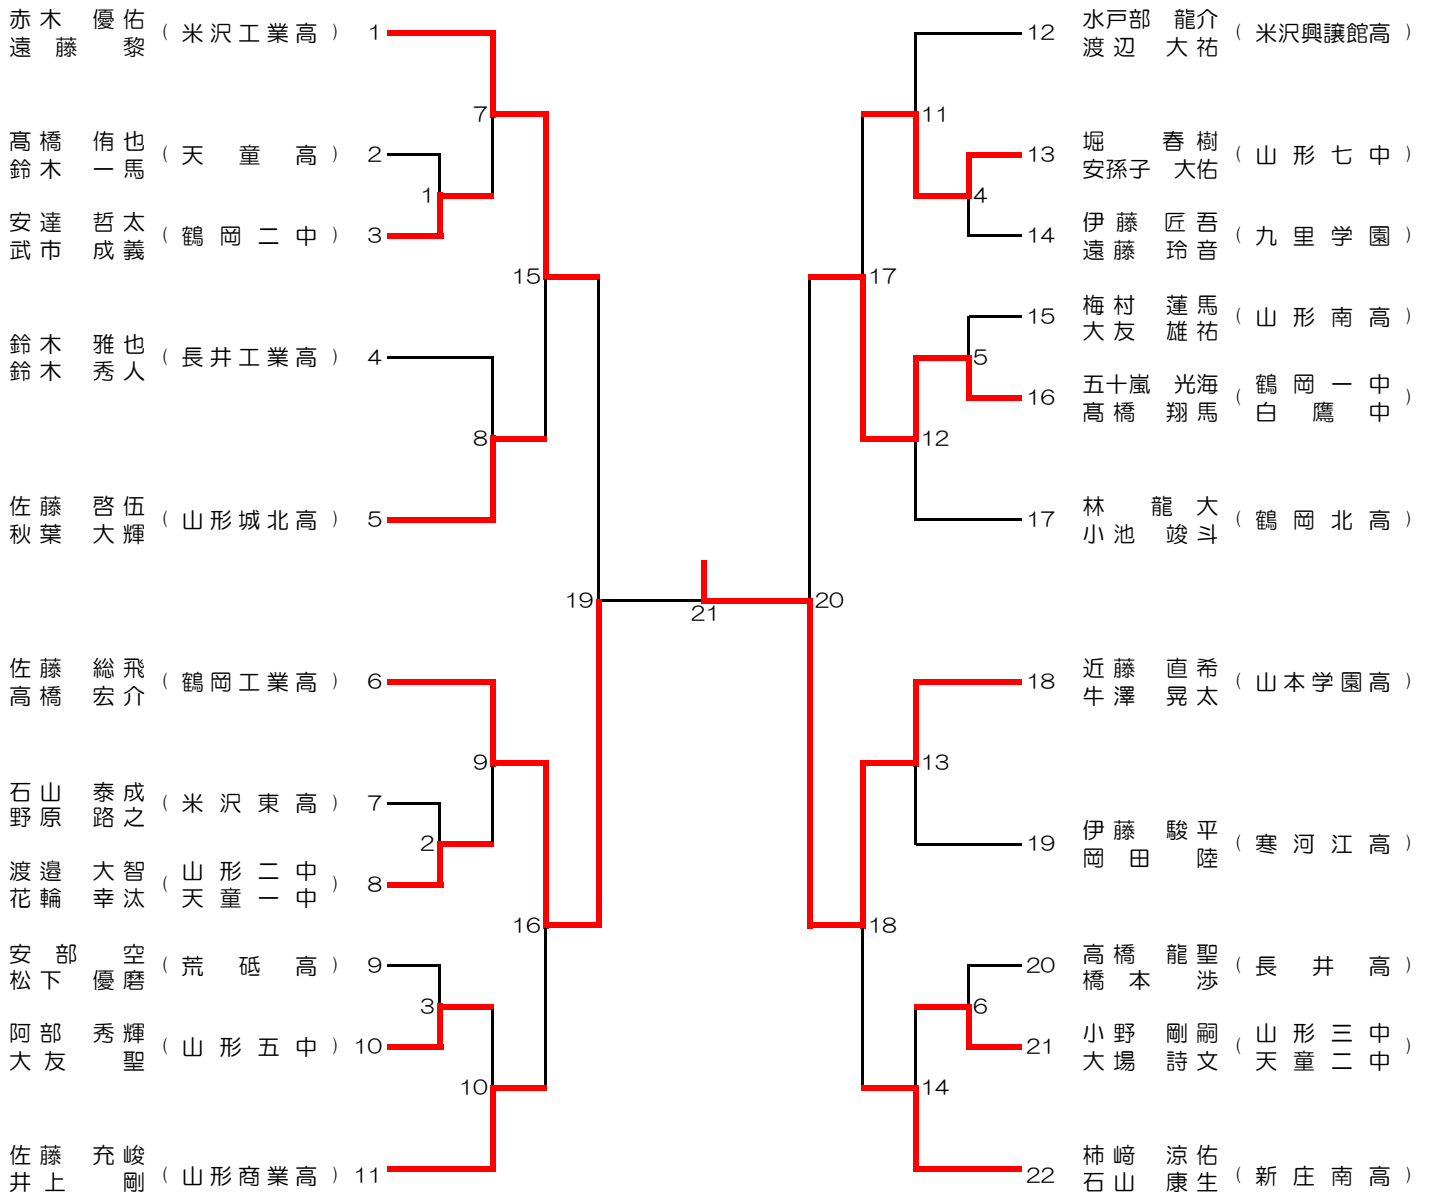 赤木 優佑
遠藤 黎
(米沢工業高) 1
髙橋 侑也
鈴木 一馬
(天童高) 2
安達 哲太
武市 成義
(鶴岡二中) 3
鈴木 雅也
鈴木 秀人
(長井工業高) 4
佐藤 啓伍
秋葉 大輝
(山形城北高) 5
佐藤 総飛
高橋 宏介
(鶴岡工業高) 6
石山 泰成
野原 路之
(米沢東高) 7
渡邉 大智
花輪 幸汰
(山形二中
天童一中) 8
安部 空
松下 優磨
(荒砥高) 9
阿部 秀輝
大友 聖
(山形五中) 10
佐藤 充峻
井上 剛
(山形商業高) 11
7
1
15
8
19
9
2
16
3
10
21
11
4
17
5
12
20
13
18
6
14
12 水戸部 龍介
渡辺 大祐
(米沢興譲館高)
13 堀 春樹
安孫子 大佑
(山形七中)
14 伊藤 匠吾
遠藤 玲音
(九里学園)
15 梅村 蓮馬
大友 雄祐
(山形南高)
16 五十嵐 光海
髙橋 翔馬
(鶴岡一中
白鷹中)
17 林 龍大
小池 竣斗
(鶴岡北高)
18 近藤 直希
牛澤 晃太
(山本学園高)
19 伊藤 駿平
岡田 陸
(寒河江高)
20 高橋 龍聖
橋本 渉
(長井高)
21 小野 剛嗣
大場 詩文
(山形三中
天童二中)
22 柿﨑 涼佑
石山 康生
(新庄南高)